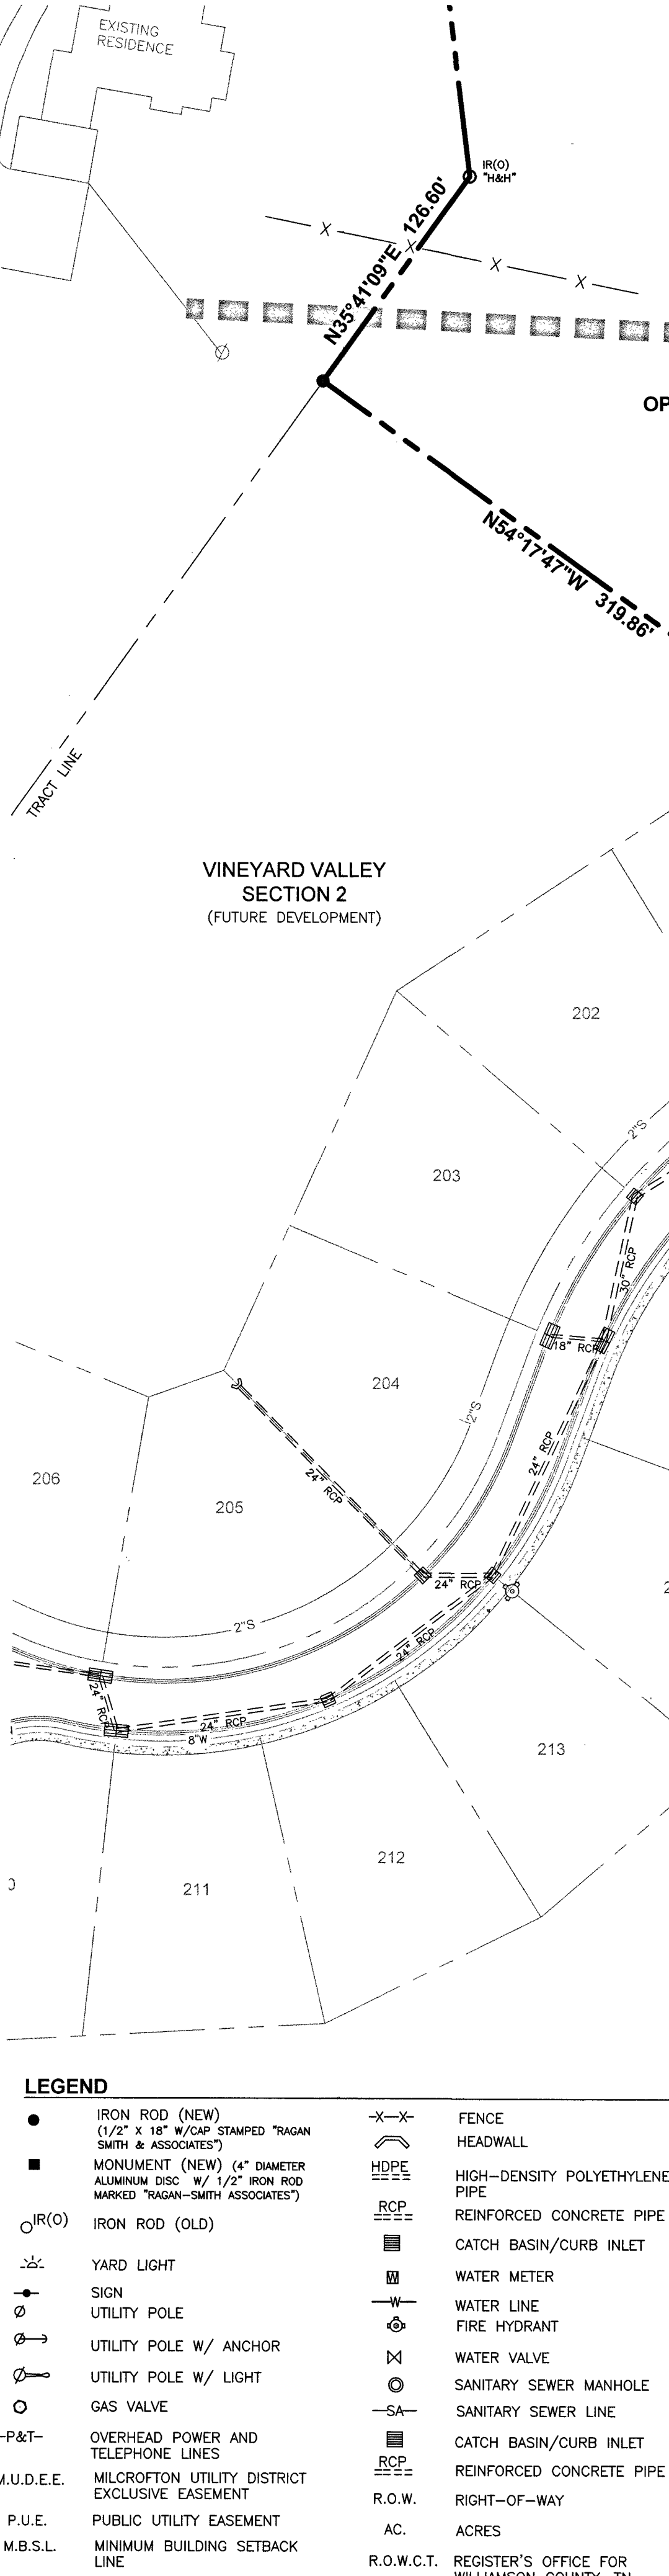 EXISTING
RESIDENCE
IR(O)
"H&H"
N35°41'09"E 126.60'
X
X
X
X
OP
N54°17'47"W 319.86'
TRACT LINE
VINEYARD VALLEY
SECTION 2
(FUTURE DEVELOPMENT)
202
2"S
203
30" RCP
18" RCP
204
2"S
24" RCP
206
205
24" RCP
24" RCP
2"S
24" RCP
24" RCP
24" RCP
8"W
2
213
212
211
0
LEGEND
IRON ROD (NEW)
(1/2" X 18" W/CAP STAMPED "RAGAN
SMITH & ASSOCIATES")
MONUMENT (NEW) (4" DIAMETER
ALUMINUM DISC W/ 1/2" IRON ROD
MARKED "RAGAN-SMITH ASSOCIATES")
IR(O) IRON ROD (OLD)
YARD LIGHT
SIGN
UTILITY POLE
UTILITY POLE W/ ANCHOR
UTILITY POLE W/ LIGHT
GAS VALVE
-P&T- OVERHEAD POWER AND
TELEPHONE LINES
M.U.D.E.E. MILCROFTON UTILITY DISTRICT
EXCLUSIVE EASEMENT
P.U.E. PUBLIC UTILITY EASEMENT
M.B.S.L. MINIMUM BUILDING SETBACK
LINE
-X-X- FENCE
HEADWALL
HDPE HIGH-DENSITY POLYETHYLENE
PIPE
RCP REINFORCED CONCRETE PIPE
CATCH BASIN/CURB INLET
W WATER METER
-W- WATER LINE
FIRE HYDRANT
WATER VALVE
SANITARY SEWER MANHOLE
-SA- SANITARY SEWER LINE
CATCH BASIN/CURB INLET
RCP REINFORCED CONCRETE PIPE
R.O.W. RIGHT-OF-WAY
AC. ACRES
R.O.W.C.T. REGISTER'S OFFICE FOR
WILLIAMSON COUNTY, TN